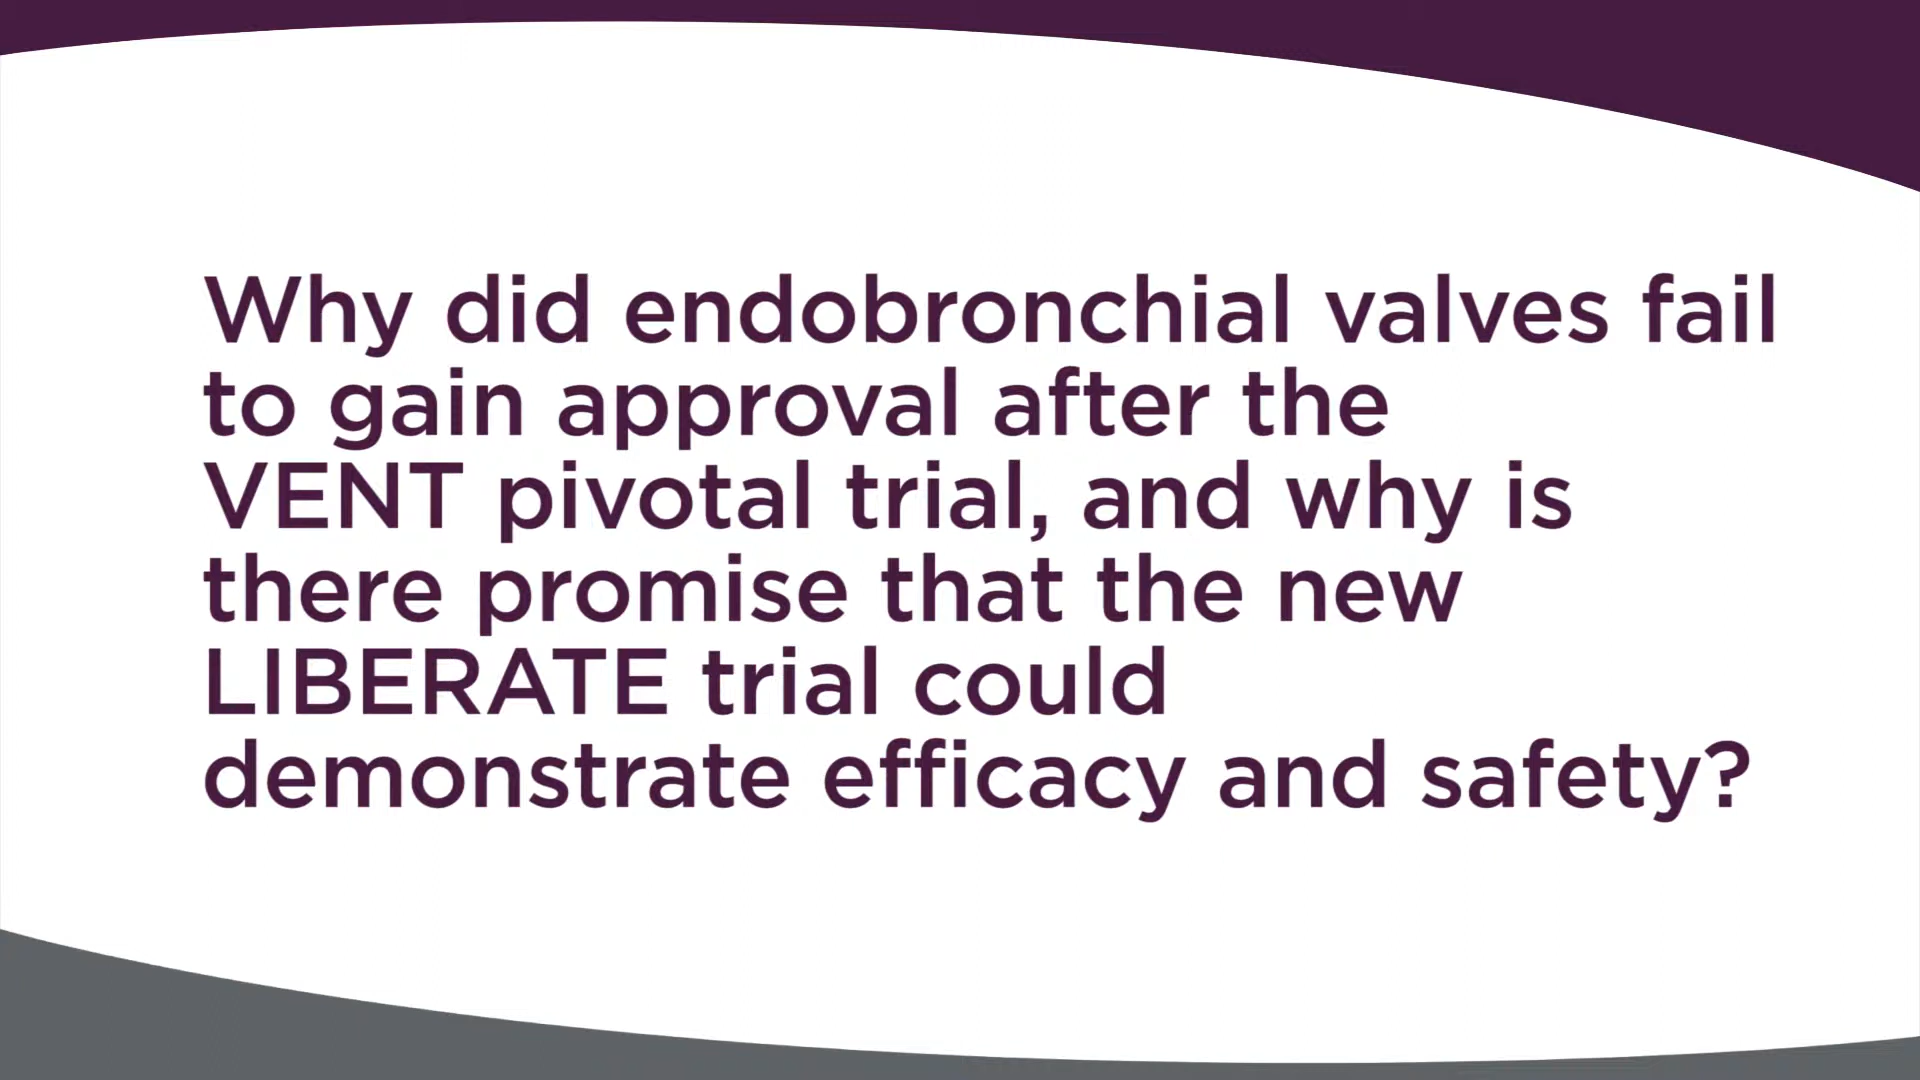 Why did endobronchial valves fail
to gain approval after the
VENT pivotal trial, and why is
there promise that the new
LIBERATE trial could
demonstrate efficacy and safety?